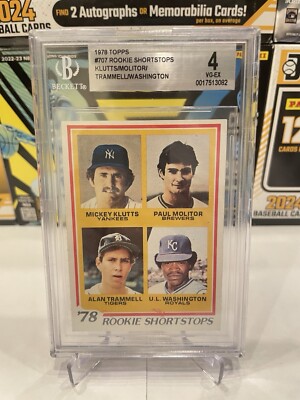 2024
BALL CARDS
FIND 2 Autographs or Memorabilia Cards!
BECKETT
1978 TOPPS
#707 ROOKIE SHORTSTOPS
KLUTTS/MOLITOR/
TRAMMELL/WASHINGTON
4
VG-EX
0017513082
MICKEY KLUTTS
YANKEES
PAUL MOLITOR
BREWERS
ALAN TRAMMELL
TIGERS
U.L. WASHINGTON
ROYALS
'78 ROOKIE SHORTSTOPS
12
2024
BASEBALL CARDS